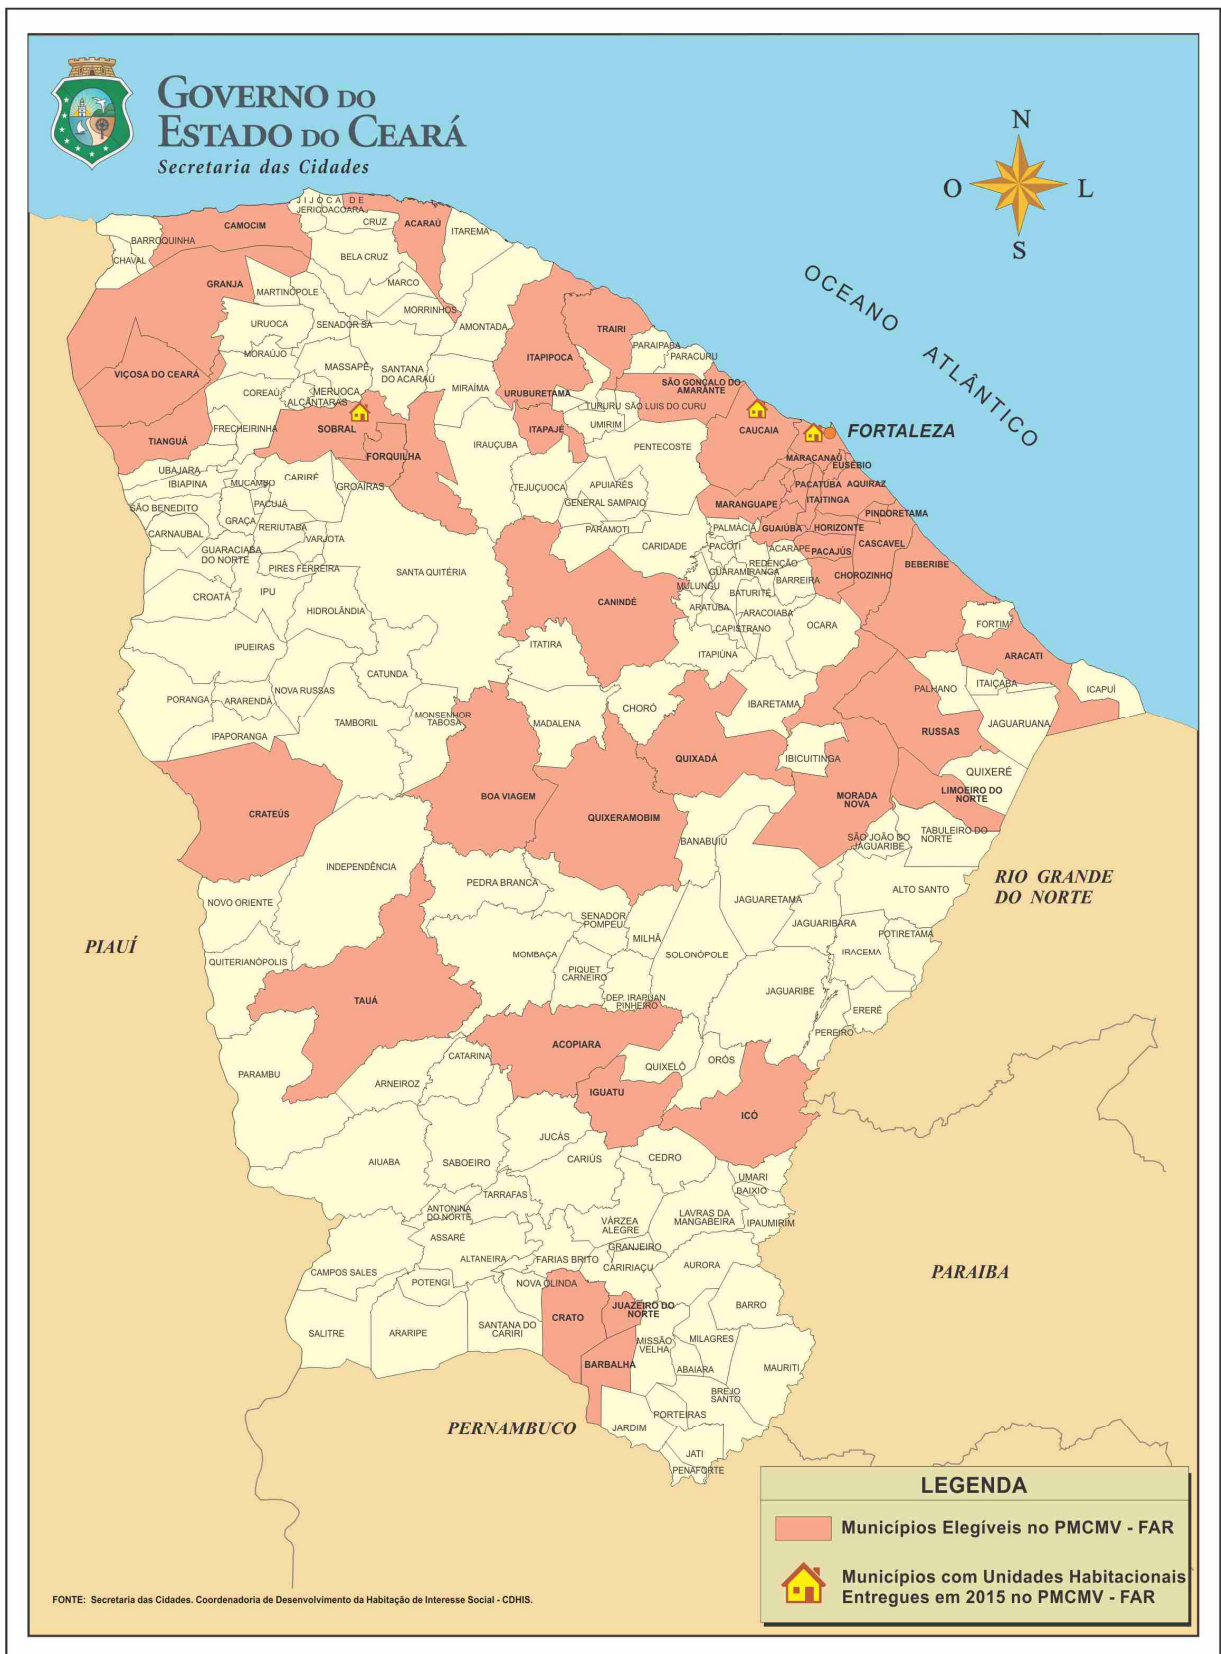 GOVERNO DO
ESTADO DO CEARÁ
Secretaria das Cidades
N
O
L
S
OCEANO ATLÂNTICO
JIJOCA DE
JERICOACOARA
CRUZ
ACARAÚ
ITAREMA
CAMOCIM
BARROQUINHA
CHAVAL
BELA CRUZ
MARCO
GRANJA
MARTINÓPOLE
MORRINHOS
URUOCA
SENADOR SÁ
AMONTADA
TRAIRI
PARAIPABA
PARACURU
MORAÚJO
ITAPIPOCA
MASSAPÊ
SANTANA
DO ACARAÚ
VIÇOSA DO CEARÁ
MIRAÍMA
SÃO GONÇALO DO
AMARANTE
COREAÚ
MERUOCA
ALCÂNTARAS
URUBURETAMA
TURURU
SÃO LUIS DO CURU
FRECHEIRINHA
SOBRAL
ITAPAJÉ
UMIRIM
CAUCAIA
FORTALEZA
TIANGUÁ
IRAUÇUBA
PENTECOSTE
FORQUILHA
MARACANAÚ
EUSÉBIO
UBAJARA
IBIAPINA
MUCAMBO
CARIRÉ
GROAÍRAS
TEJUÇUOCA
APUIARÉS
PACATUBA
AQUIRAZ
ITAITINGA
SÃO BENEDITO
PACUJÁ
GENERAL SAMPAIO
MARANGUAPE
PINDORETAMA
GRAÇA
RERIUTABA
CARNAUBAL
VARJOTA
PARAMOTI
PALMÁCIA
GUAIÚBA
HORIZONTE
GUARACIABA
DO NORTE
CARIDADE
PACOTI
ACARAPE
PACAJÚS
CASCAVEL
PIRES FERREIRA
SANTA QUITÉRIA
REDENÇÃO
GUARAMIRANGA
BARREIRA
CHOROZINHO
BEBERIBE
CROATÁ
IPU
MULUNGU
BATURITÉ
CANINDÉ
ARATUBA
ARACOIABA
HIDROLÂNDIA
CAPISTRANO
OCARA
FORTIM
IPUEIRAS
ITATIRA
ITAPIÚNA
ARACATI
CATUNDA
PORANGA
ARARENDÁ
NOVA RUSSAS
PALHANO
ITAIÇABA
ICAPUÍ
MONSENHOR
TABOSA
TAMBORIL
MADALENA
CHORÓ
IBARETAMA
JAGUARUANA
IPAPORANGA
RUSSAS
QUIXADÁ
IBICUITINGA
QUIXERÉ
CRATEÚS
BOA VIAGEM
QUIXERAMOBIM
MORADA
NOVA
LIMOEIRO DO
NORTE
BANABUIÚ
SÃO JOÃO DO
JAGUARIBE
TABULEIRO DO
NORTE
INDEPENDÊNCIA
PEDRA BRANCA
RIO GRANDE
DO NORTE
ALTO SANTO
NOVO ORIENTE
JAGUARETAMA
SENADOR
POMPEU
JAGUARIBARA
PIAUÍ
MILHÃ
POTIRETAMA
IRACEMA
QUITERIANÓPOLIS
MOMBAÇA
SOLONÓPOLE
PIQUET
CARNEIRO
DEP. IRAPUAN
PINHEIRO
JAGUARIBE
TAUÁ
ERERÊ
PEREIRO
ACOPIARA
CATARINA
QUIXELÔ
ORÓS
PARAMBU
ARNEIROZ
IGUATU
ICÓ
JUCÁS
CARIÚS
CEDRO
AIUABA
SABOEIRO
UMARI
BAIXIO
TARRAFAS
ANTONINA
DO NORTE
VÁRZEA
ALEGRE
LAVRAS DA
MANGABEIRA
IPAUMIRIM
ASSARÉ
GRANJEIRO
ALTANEIRA
FARIAS BRITO
CARIRIAÇU
AURORA
PARAIBA
CAMPOS SALES
POTENGI
NOVA OLINDA
JUAZEIRO DO
NORTE
BARRO
CRATO
SALITRE
ARARIPE
SANTANA DO
CARIRI
MISSÃO
VELHA
MILAGRES
BARBALHA
ABAIARA
MAURITI
BREJO
SANTO
PERNAMBUCO
JARDIM
PORTEIRAS
JATI
PENAFORTE
LEGENDA
Municípios Elegíveis no PMCMV - FAR
Municípios com Unidades Habitacionais
Entregues em 2015 no PMCMV - FAR
FONTE: Secretaria das Cidades. Coordenadoria de Desenvolvimento da Habitação de Interesse Social - CDHIS.